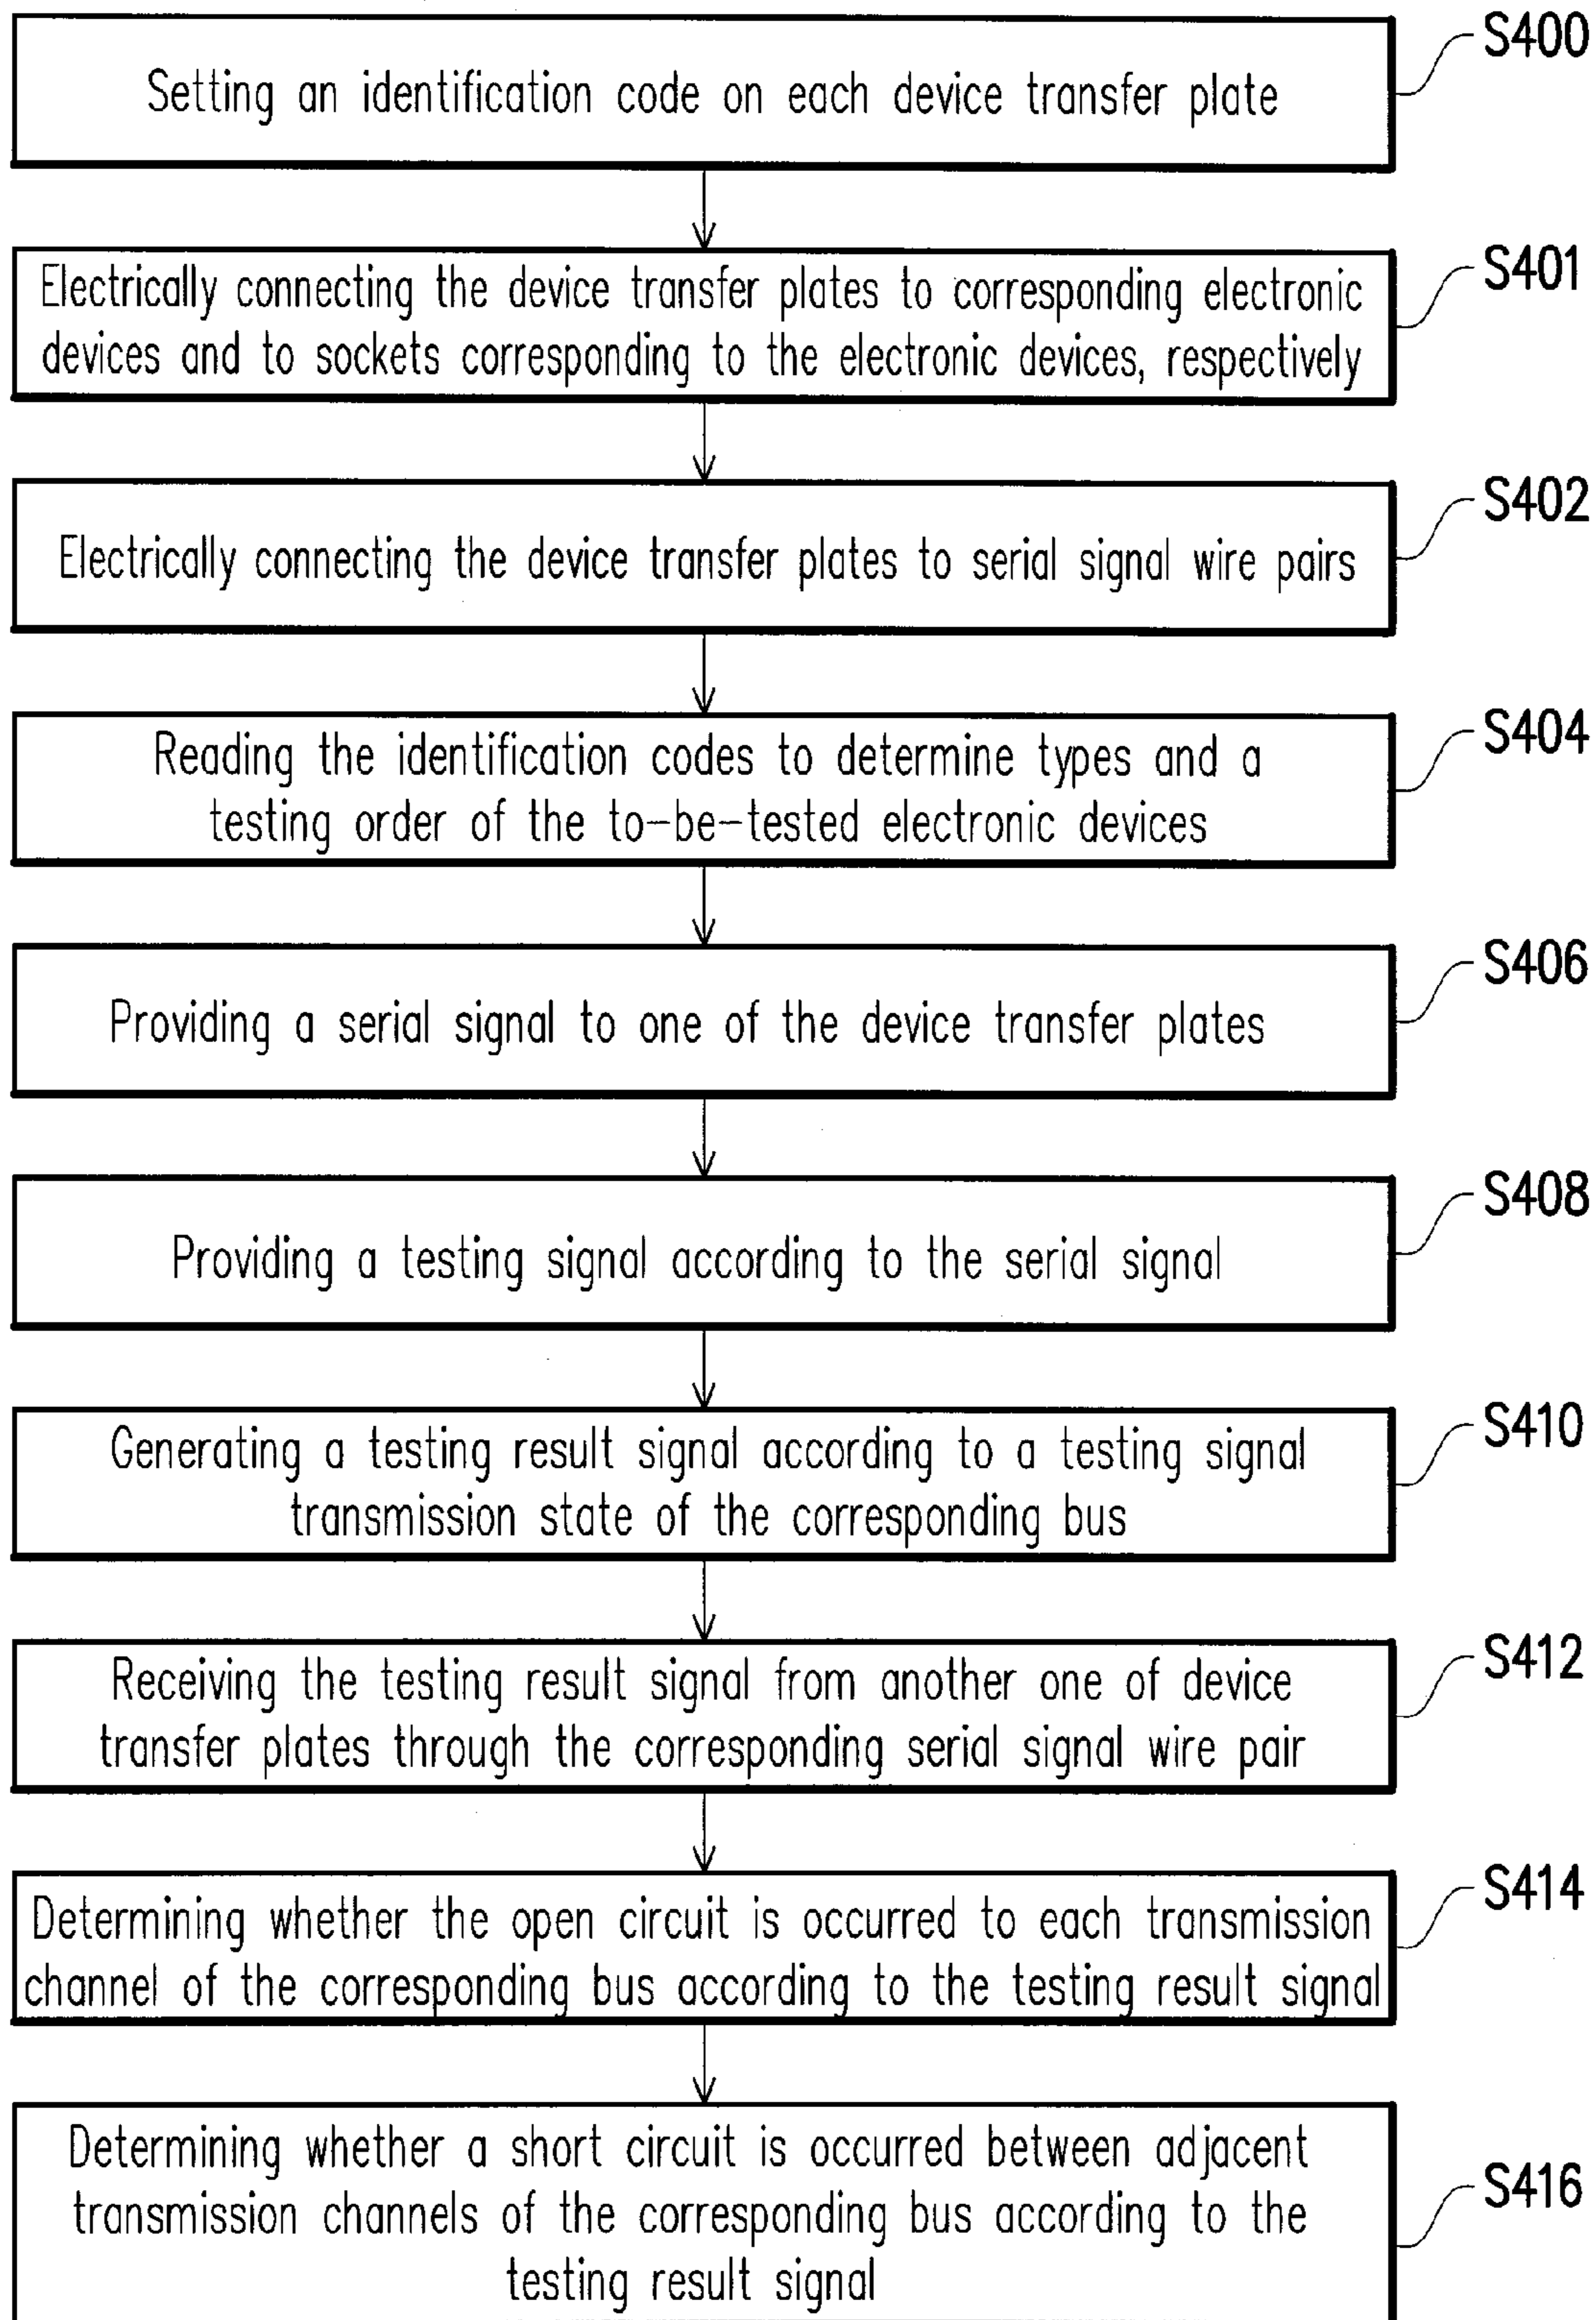 S400
Setting an identification code on each device transfer plate
S401
Electrically connecting the device transfer plates to corresponding electronic
devices and to sockets corresponding to the electronic devices, respectively
S402
Electrically connecting the device transfer plates to serial signal wire pairs
S404
Reading the identification codes to determine types and a
testing order of the to-be-tested electronic devices
S406
Providing a serial signal to one of the device transfer plates
S408
Providing a testing signal according to the serial signal
S410
Generating a testing result signal according to a testing signal
transmission state of the corresponding bus
S412
Receiving the testing result signal from another one of device
transfer plates through the corresponding serial signal wire pair
S414
Determining whether the open circuit is occurred to each transmission
channel of the corresponding bus according to the testing result signal
S416
Determining whether a short circuit is occurred between adjacent
transmission channels of the corresponding bus according to the
testing result signal